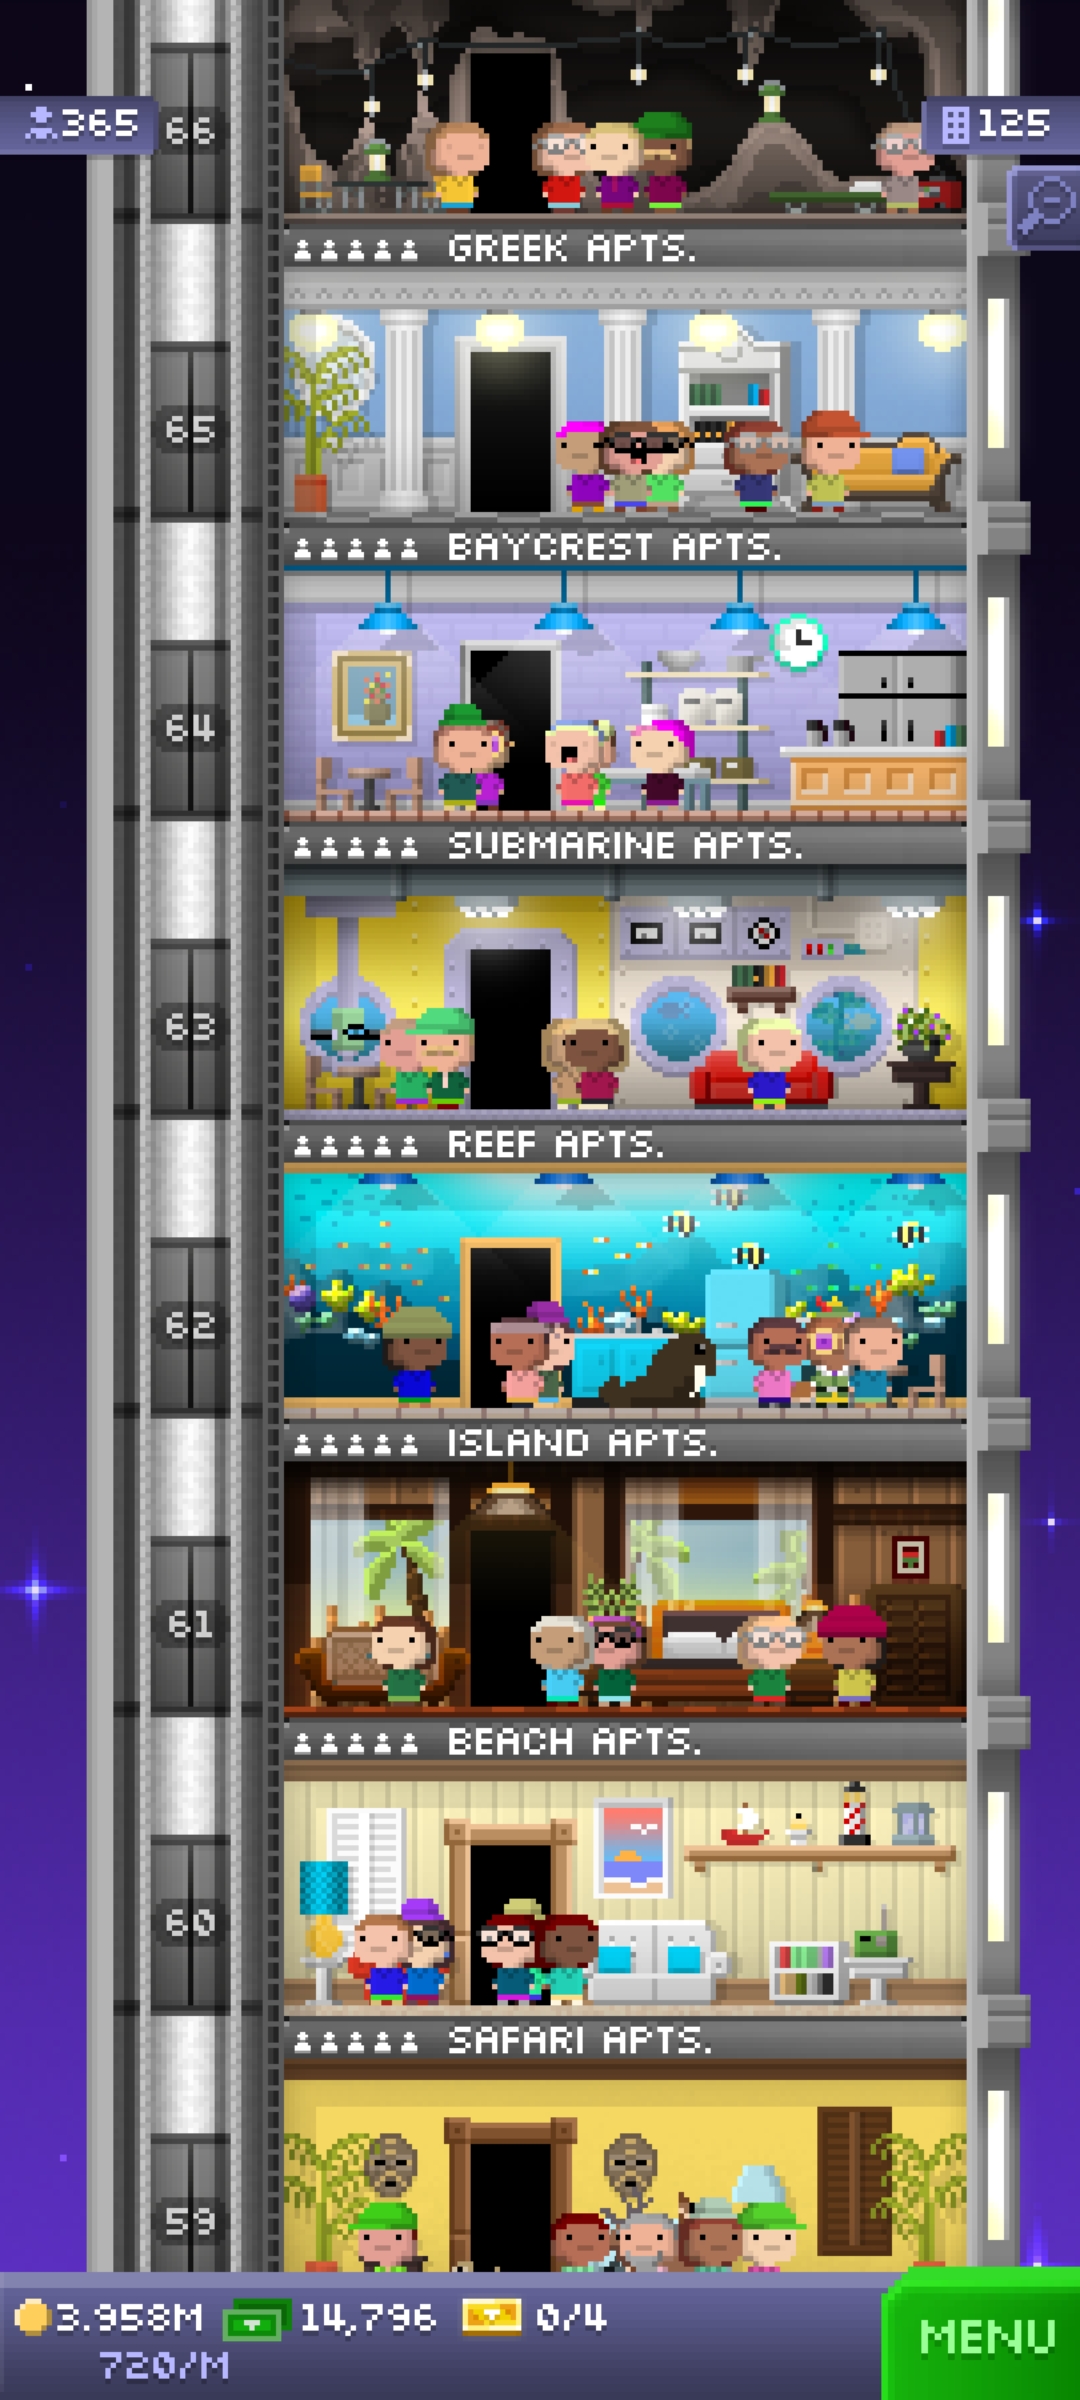 365
125
66
GREEK APTS.
65
BAYCREST APTS.
64
SUBMARINE APTS.
63
REEF APTS.
62
ISLAND APTS.
61
BEACH APTS.
60
SAFARI APTS.
59
3.958M 14,796 0/4
720/M
MENU